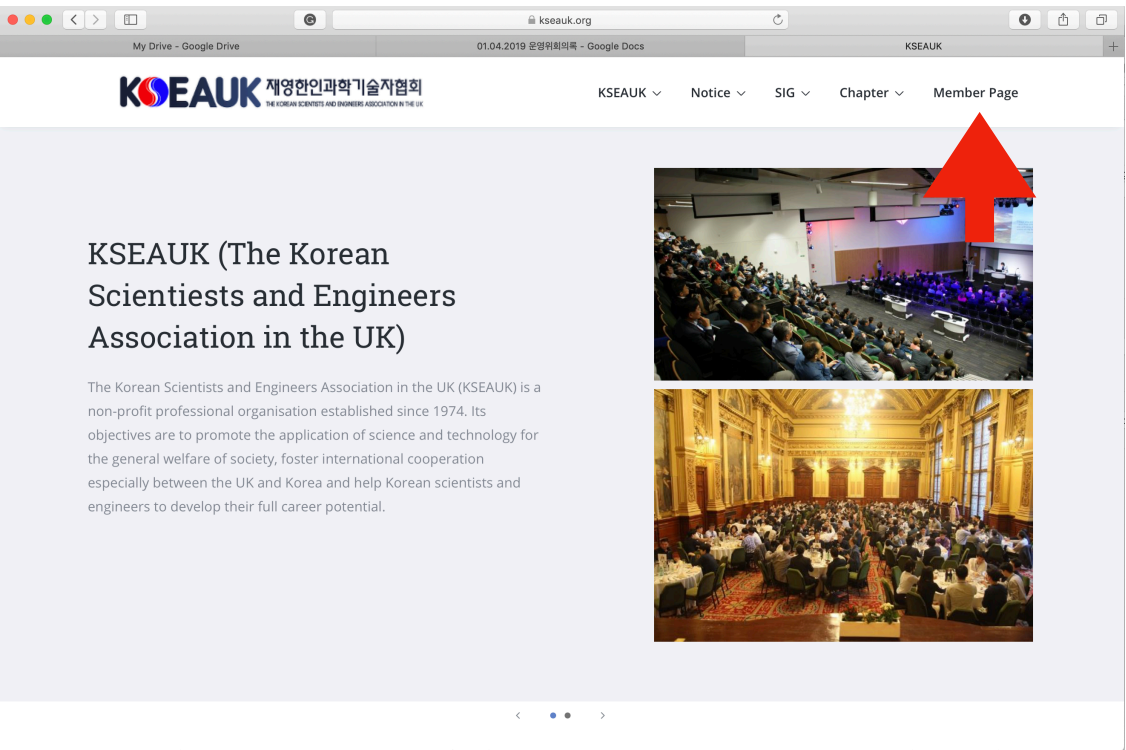 kseauk.org
My Drive - Google Drive
01.04.2019 운영위회의록 - Google Docs
KSEAUK
KSEAUK 재영한인과학기술자협회
THE KOREAN SCIENTISTS AND ENGINEERS ASSOCIATION IN THE UK
KSEAUK
Notice
SIG
Chapter
Member Page
KSEAUK (The Korean
Scientiests and Engineers
Association in the UK)
The Korean Scientists and Engineers Association in the UK (KSEAUK) is a
non-profit professional organisation established since 1974. Its
objectives are to promote the application of science and technology for
the general welfare of society, foster international cooperation
especially between the UK and Korea and help Korean scientists and
engineers to develop their full career potential.